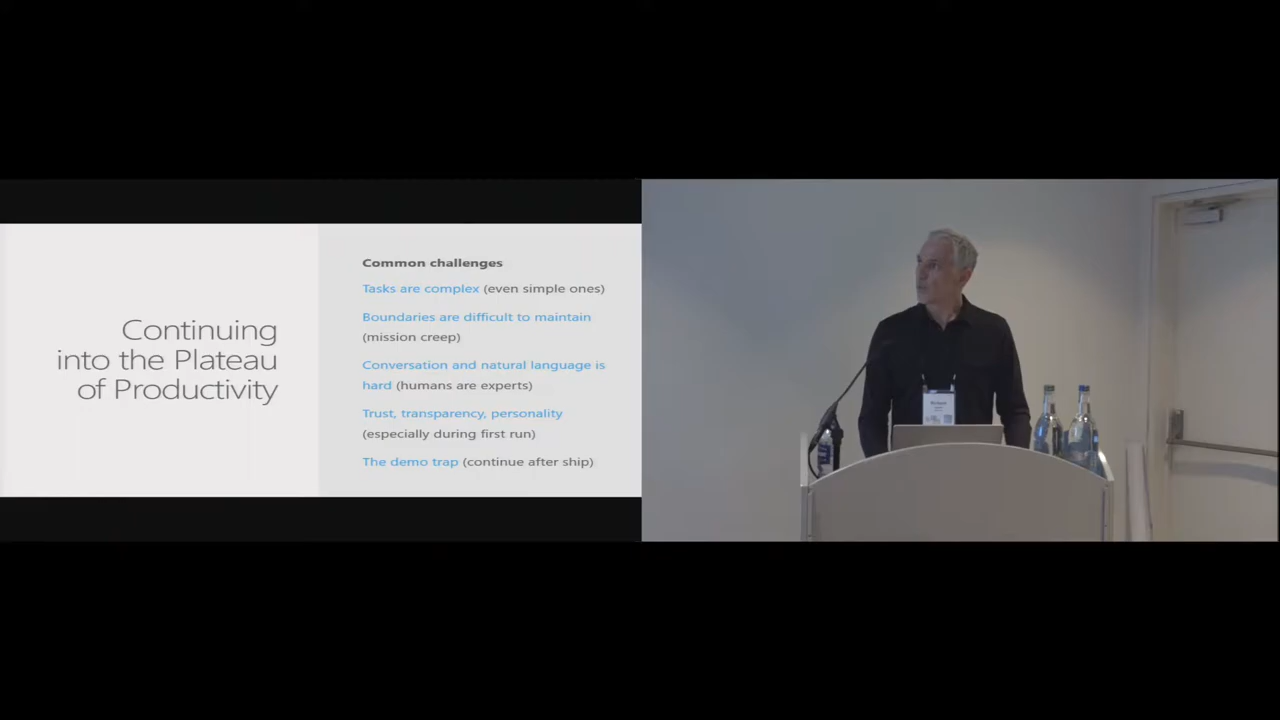 Continuing
into the Plateau
of Productivity
Common challenges
Tasks are complex (even simple ones)
Boundaries are difficult to maintain
(mission creep)
Conversation and natural language is
hard (humans are experts)
Trust, transparency, personality
(especially during first run)
The demo trap (continue after ship)